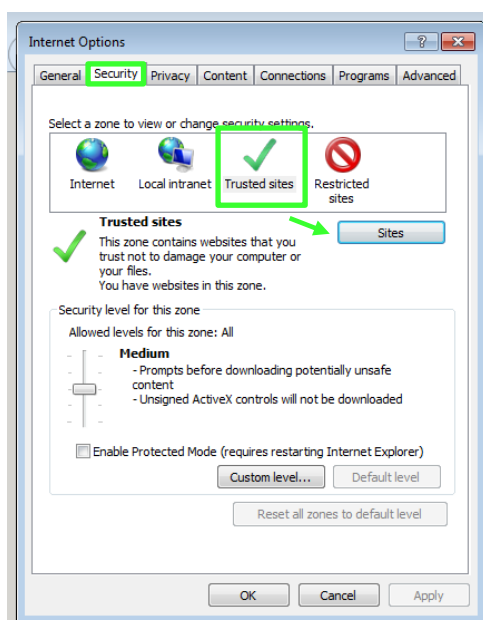 Internet Options
General Security Privacy Content Connections Programs Advanced
Select a zone to view or change security settings.
Internet Local intranet Trusted sites Restricted sites
Trusted sites
Sites
This zone contains websites that you
trust not to damage your computer or
your files.
You have websites in this zone.
Security level for this zone
Allowed levels for this zone: All
Medium
- Prompts before downloading potentially unsafe
content
- Unsigned ActiveX controls will not be downloaded
Enable Protected Mode (requires restarting Internet Explorer)
Custom level... Default level
Reset all zones to default level
OK Cancel Apply